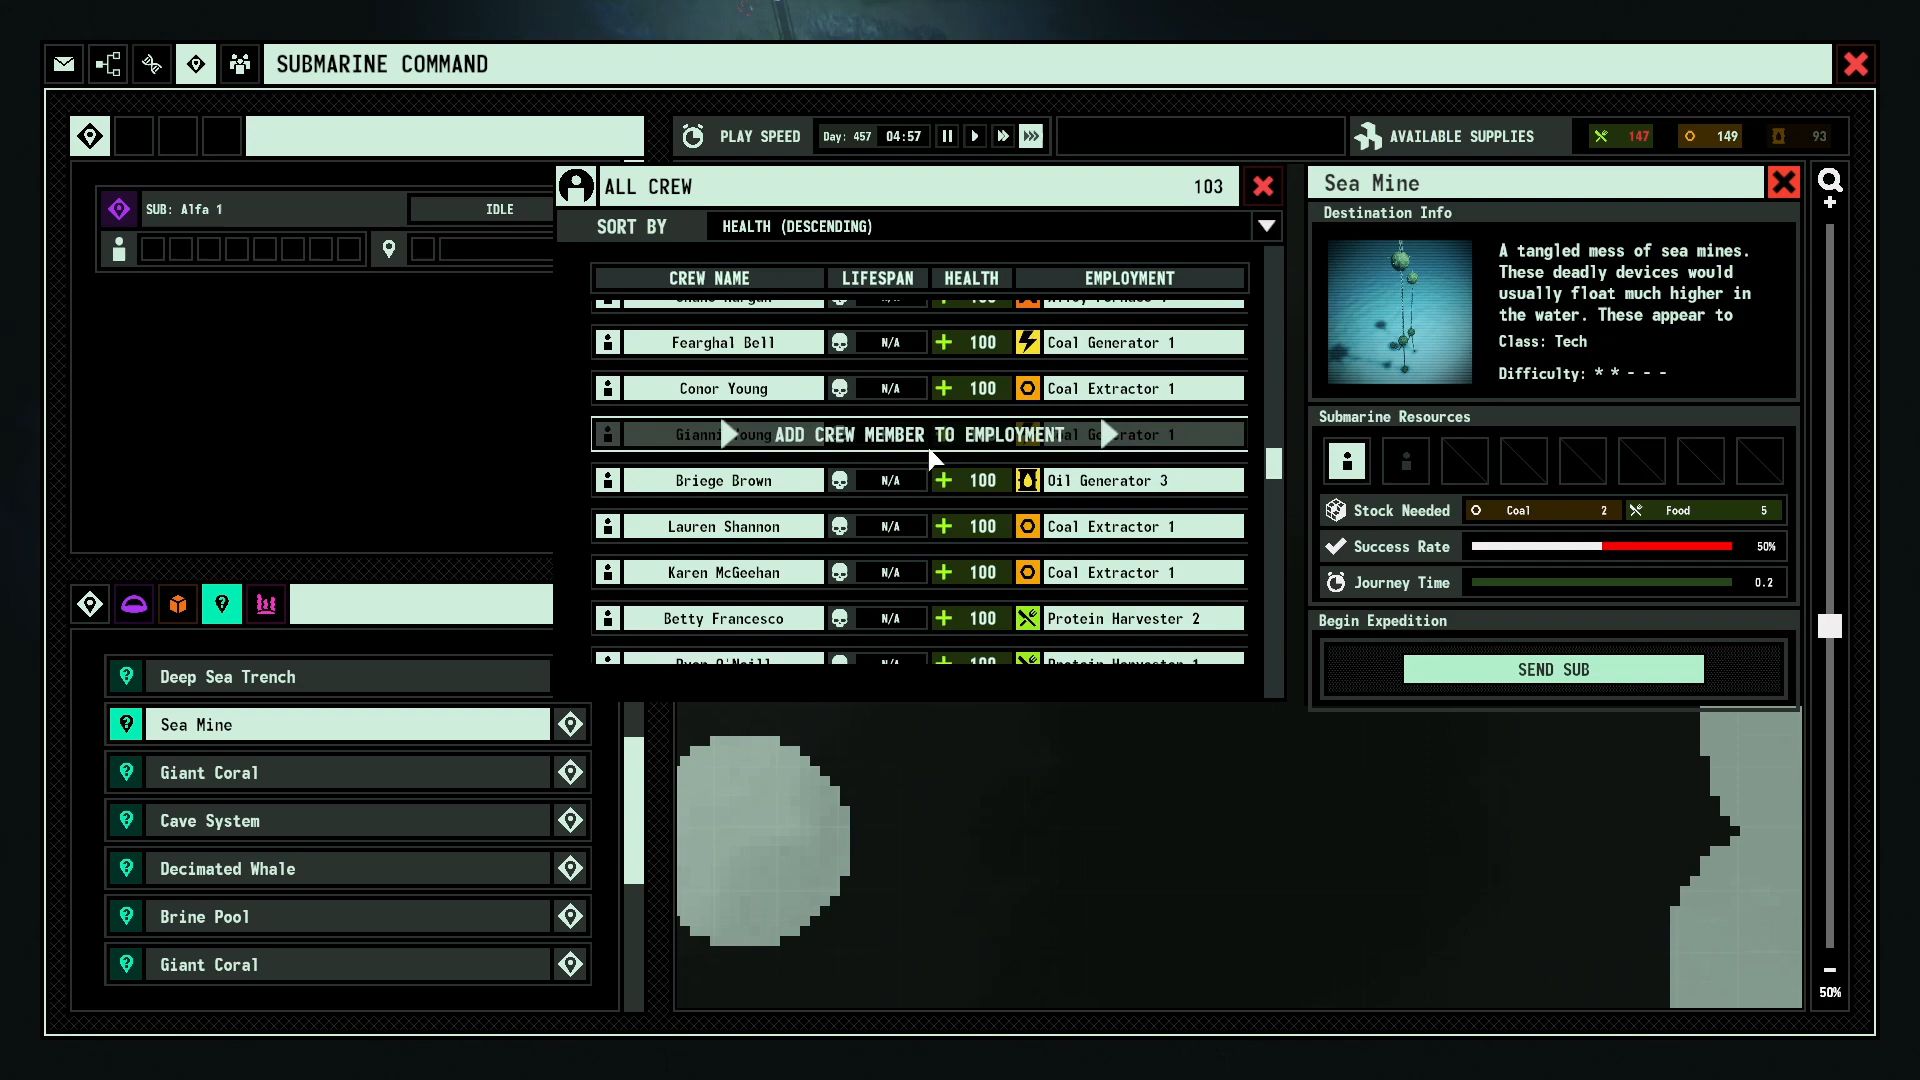 SUBMARINE COMMAND
PLAY SPEED
Day: 457
04:57
AVAILABLE SUPPLIES
147
149
93
SUB: Alfa 1
IDLE
ALL CREW
103
SORT BY
HEALTH (DESCENDING)
CREW NAME
LIFESPAN
HEALTH
EMPLOYMENT
Fearghal Bell
N/A
100
Coal Generator 1
Conor Young
N/A
100
Coal Extractor 1
ADD CREW MEMBER TO EMPLOYMENT
Briege Brown
N/A
100
Oil Generator 3
Lauren Shannon
N/A
100
Coal Extractor 1
Karen McGeehan
N/A
100
Coal Extractor 1
Betty Francesco
N/A
100
Protein Harvester 2
Deep Sea Trench
Sea Mine
Giant Coral
Cave System
Decimated Whale
Brine Pool
Giant Coral
Sea Mine
Destination Info
A tangled mess of sea mines.
These deadly devices would
usually float much higher in
the water. These appear to
Class: Tech
Difficulty: * * - - -
Submarine Resources
Stock Needed
Coal
2
Food
5
Success Rate
50%
Journey Time
0.2
Begin Expedition
SEND SUB
50%